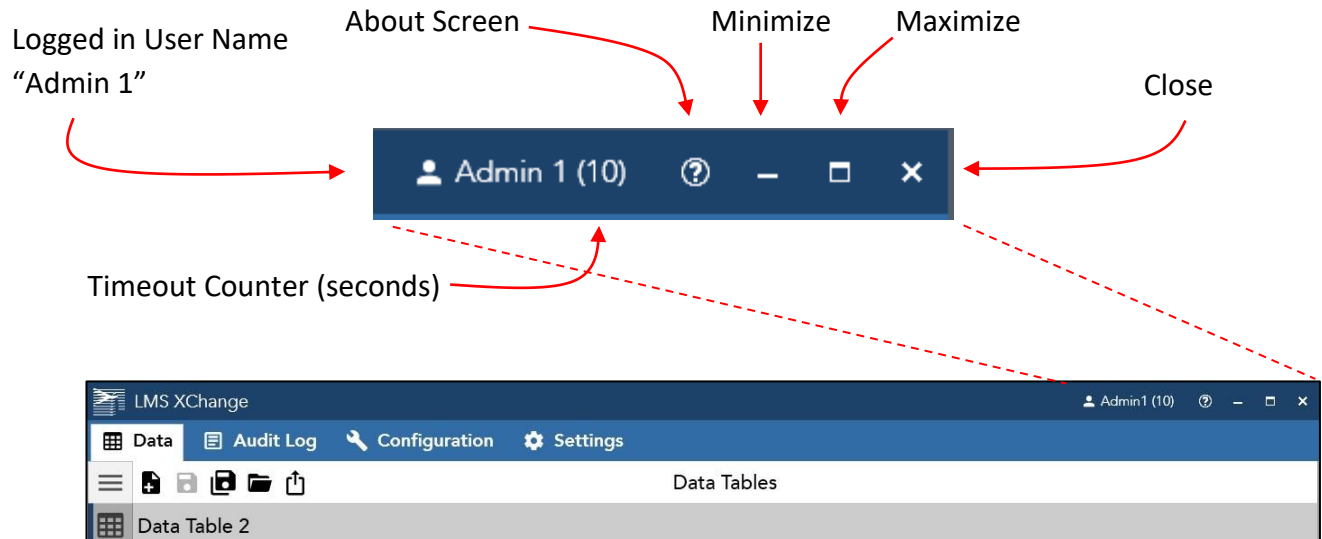 About Screen
Minimize
Maximize
Logged in User Name
“Admin 1”
Close
Admin 1 (10)
Timeout Counter (seconds)
LMS XChange
Admin1 (10)
Data
Audit Log
Configuration
Settings
Data Tables
Data Table 2